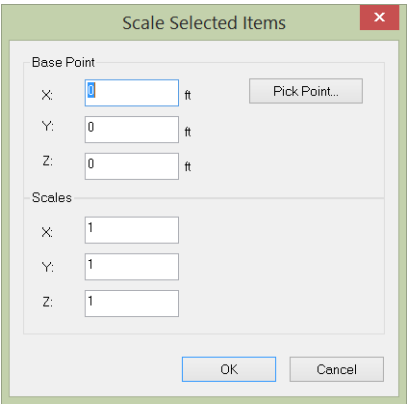 Scale Selected Items
Base Point
X: 0 ft Pick Point...
Y: 0 ft
Z: 0 ft
Scales
X: 1
Y: 1
Z: 1
OK Cancel